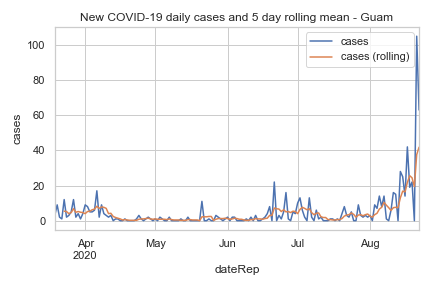 New COVID-19 daily cases and 5 day rolling mean - Guam
cases
cases (rolling)
100
80
60
40
20
0
cases
Apr
2020
May
Jun
Jul
Aug
dateRep